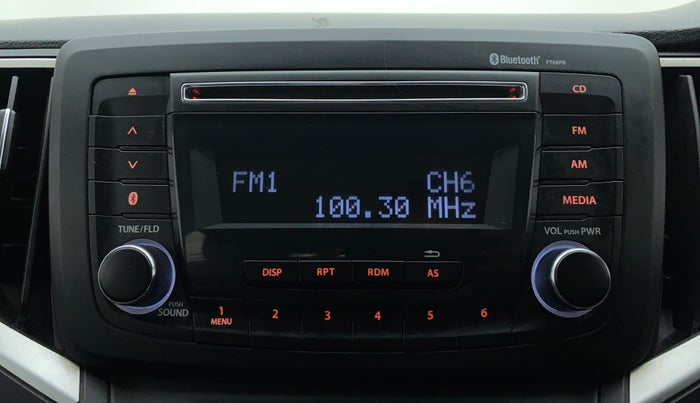 Bluetooth® FT68PB
CD
FM
FM1 CH6
AM
100.30 MHz
MEDIA
TUNE/FLD
VOL PUSH PWR
DISP RPT RDM AS
PUSH
SOUND
1 2 3 4 5 6
MENU